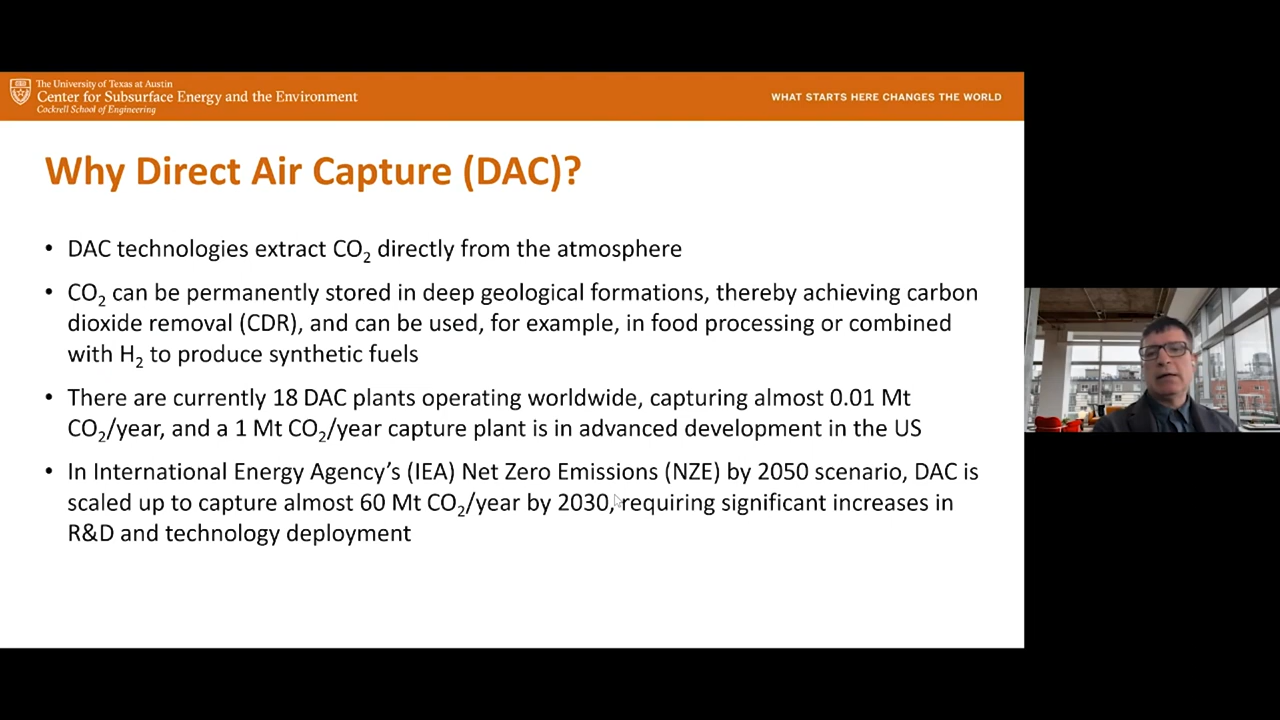 The University of Texas at Austin
Center for Subsurface Energy and the Environment
Cockrell School of Engineering
WHAT STARTS HERE CHANGES THE WORLD
Why Direct Air Capture (DAC)?
• DAC technologies extract CO₂ directly from the atmosphere
• CO₂ can be permanently stored in deep geological formations, thereby achieving carbon
dioxide removal (CDR), and can be used, for example, in food processing or combined
with H₂ to produce synthetic fuels
• There are currently 18 DAC plants operating worldwide, capturing almost 0.01 Mt
CO₂/year, and a 1 Mt CO₂/year capture plant is in advanced development in the US
• In International Energy Agency’s (IEA) Net Zero Emissions (NZE) by 2050 scenario, DAC is
scaled up to capture almost 60 Mt CO₂/year by 2030, requiring significant increases in
R&D and technology deployment